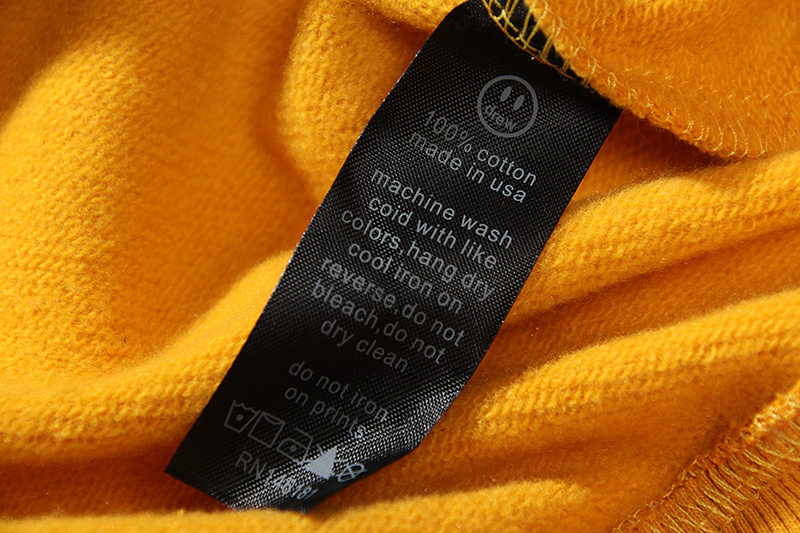 drew
100% cotton
made in usa
machine wash
cold with like
colors,hang dry
cool iron on
reverse,do not
bleach,do not
dry clean
do not iron
on prints